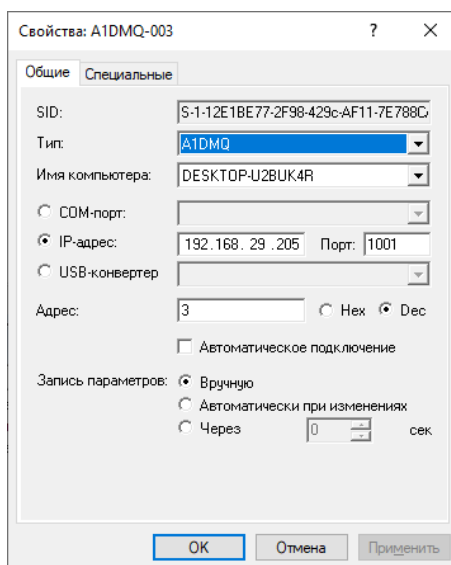 Свойства: A1DMQ-003
?
Общие Специальные
SID: S-1-12E1BE77-2F98-429c-AF11-7E788C
Тип: A1DMQ
Имя компьютера: DESKTOP-U2BUK4R
COM-порт:
IP-адрес: 192.168. 29 .205 Порт: 1001
USB-конвертер
Адрес: 3 Hex Dec
Автоматическое подключение
Запись параметров: Вручную
Автоматически при изменениях
Через 0 сек
OK Отмена Применить